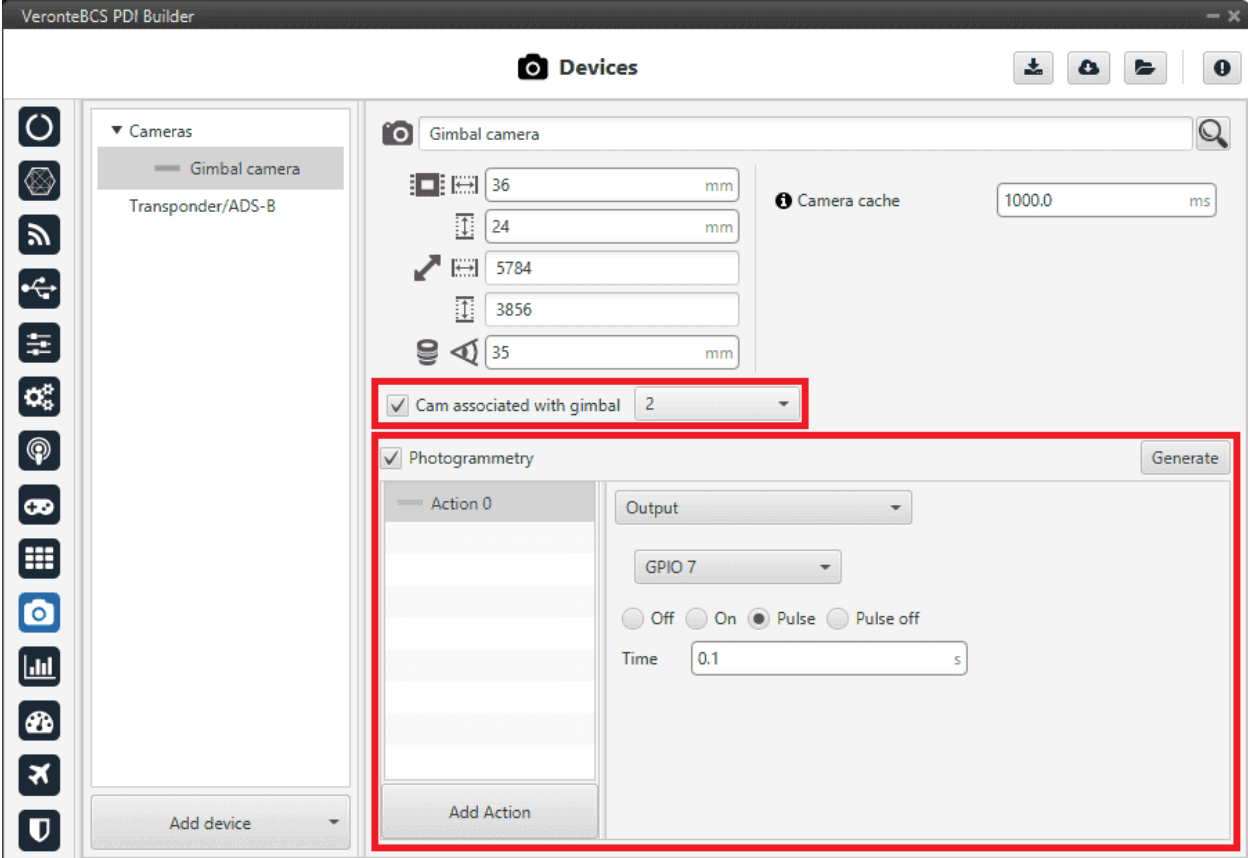 VeronteBCS PDI Builder
Devices
Cameras
Gimbal camera
Transponder/ADS-B
Add device
Gimbal camera
36 mm
24 mm
5784
3856
35 mm
Camera cache 1000.0 ms
Cam associated with gimbal 2
Photogrammetry Generate
Action 0
Add Action
Output
GPIO 7
Off On Pulse Pulse off
Time 0.1 s